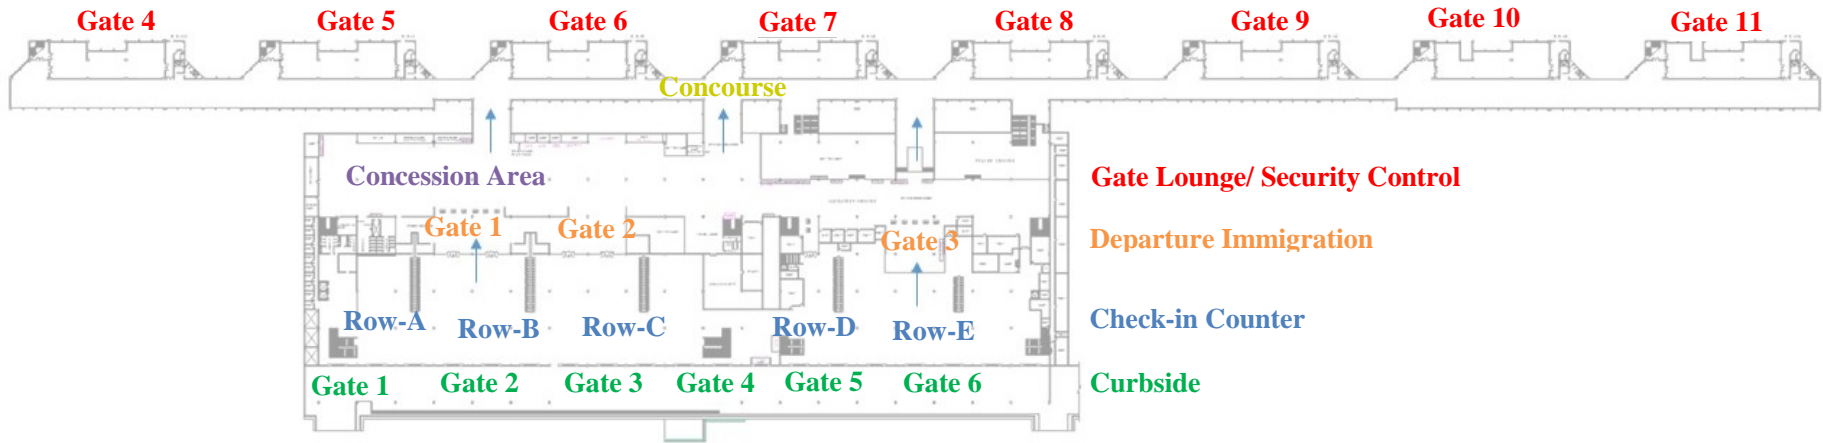 Gate 4
Gate 5
Gate 6
Gate 7
Gate 8
Gate 9
Gate 10
Gate 11
Concourse
Concession Area
Gate Lounge/ Security Control
Gate 1
Gate 2
Gate 3
Departure Immigration
Row-A
Row-B
Row-C
Row-D
Row-E
Check-in Counter
Gate 1
Gate 2
Gate 3
Gate 4
Gate 5
Gate 6
Curbside